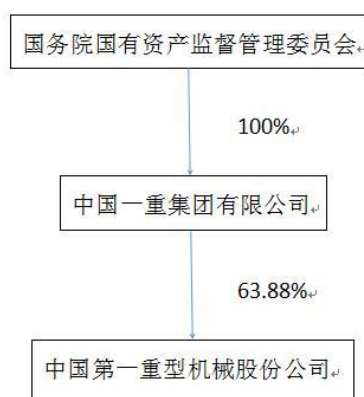 国务院国有资产监督管理委员会
100%
中国一重集团有限公司
63.88%
中国第一重型机械股份公司